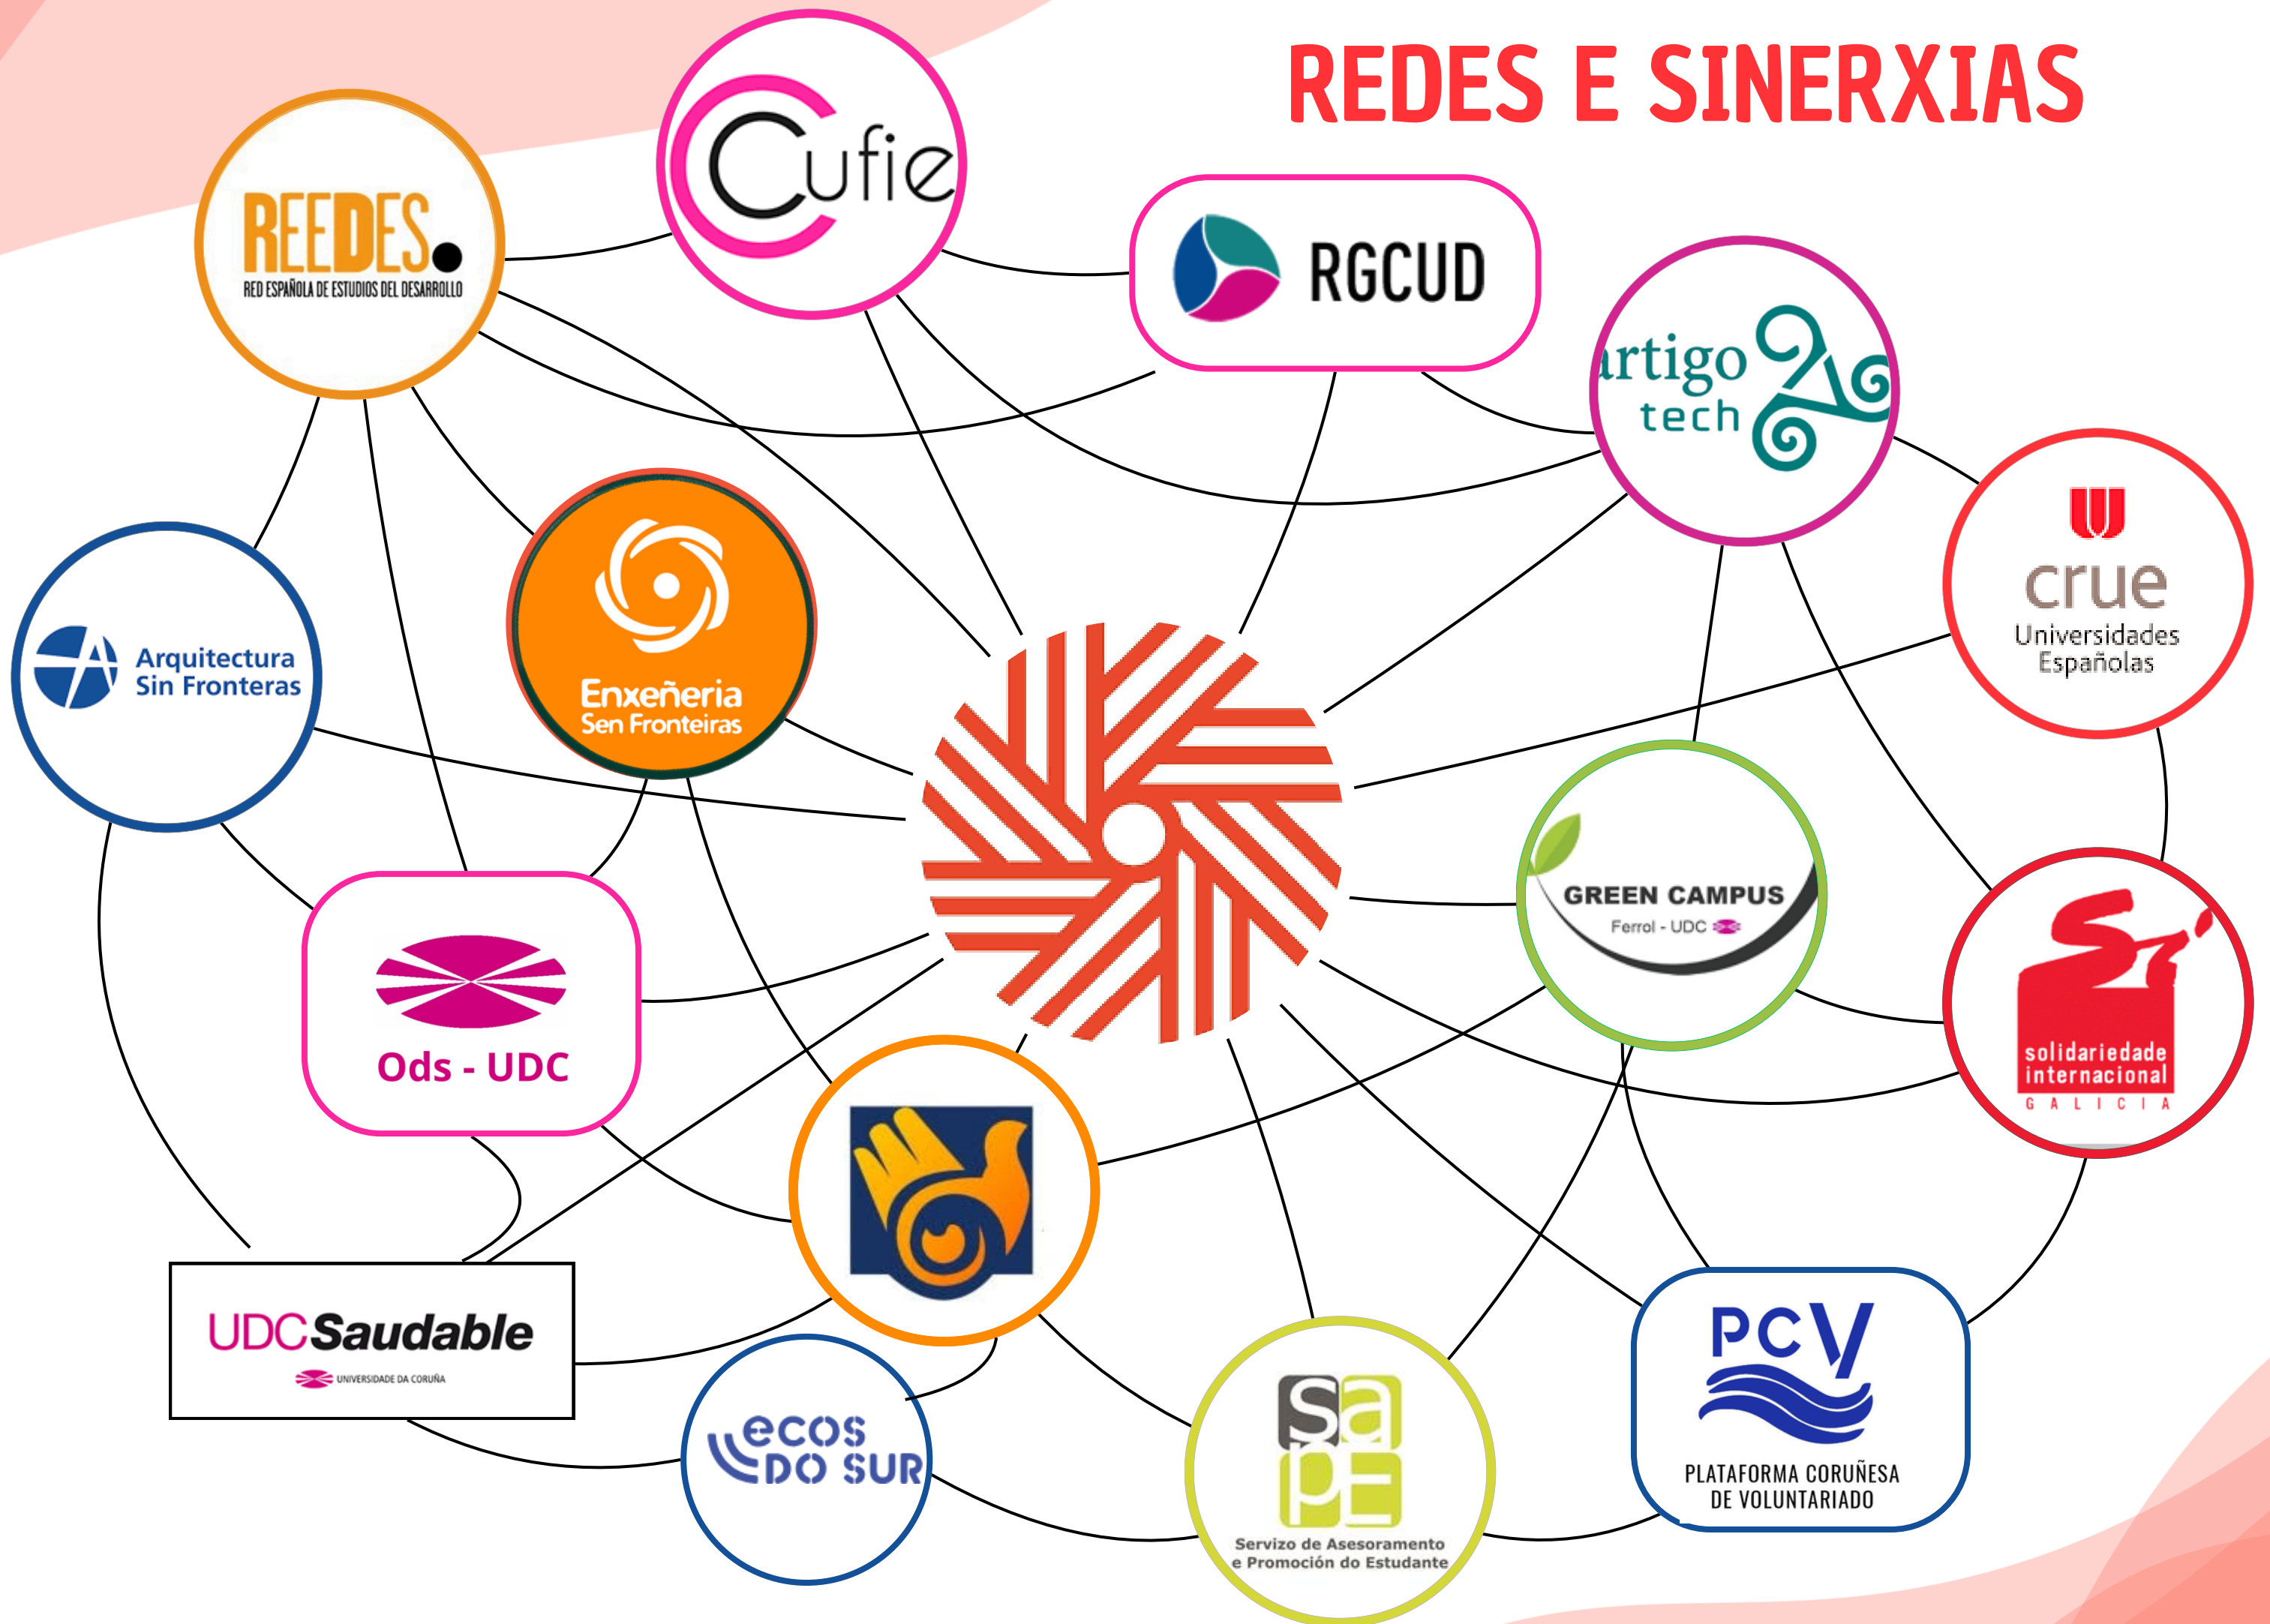 REDES E SINERXIAS
Cufie
REEDES.
RED ESPAÑOLA DE ESTUDIOS DEL DESARROLLO
RGCUD
artigo
tech
crue
Universidades
Españolas
Arquitectura
Sin Fronteras
Enxeñeria
Sen Fronteiras
GREEN CAMPUS
Ferrol - UDC
Si
solidariedade
internacional
GALICIA
Ods - UDC
UDCSaudable
UNIVERSIDADE DA CORUÑA
ecos
DO SUR
sa
pE
Servizo de Asesoramento
e Promoción do Estudante
PCV
PLATAFORMA CORUÑESA
DE VOLUNTARIADO